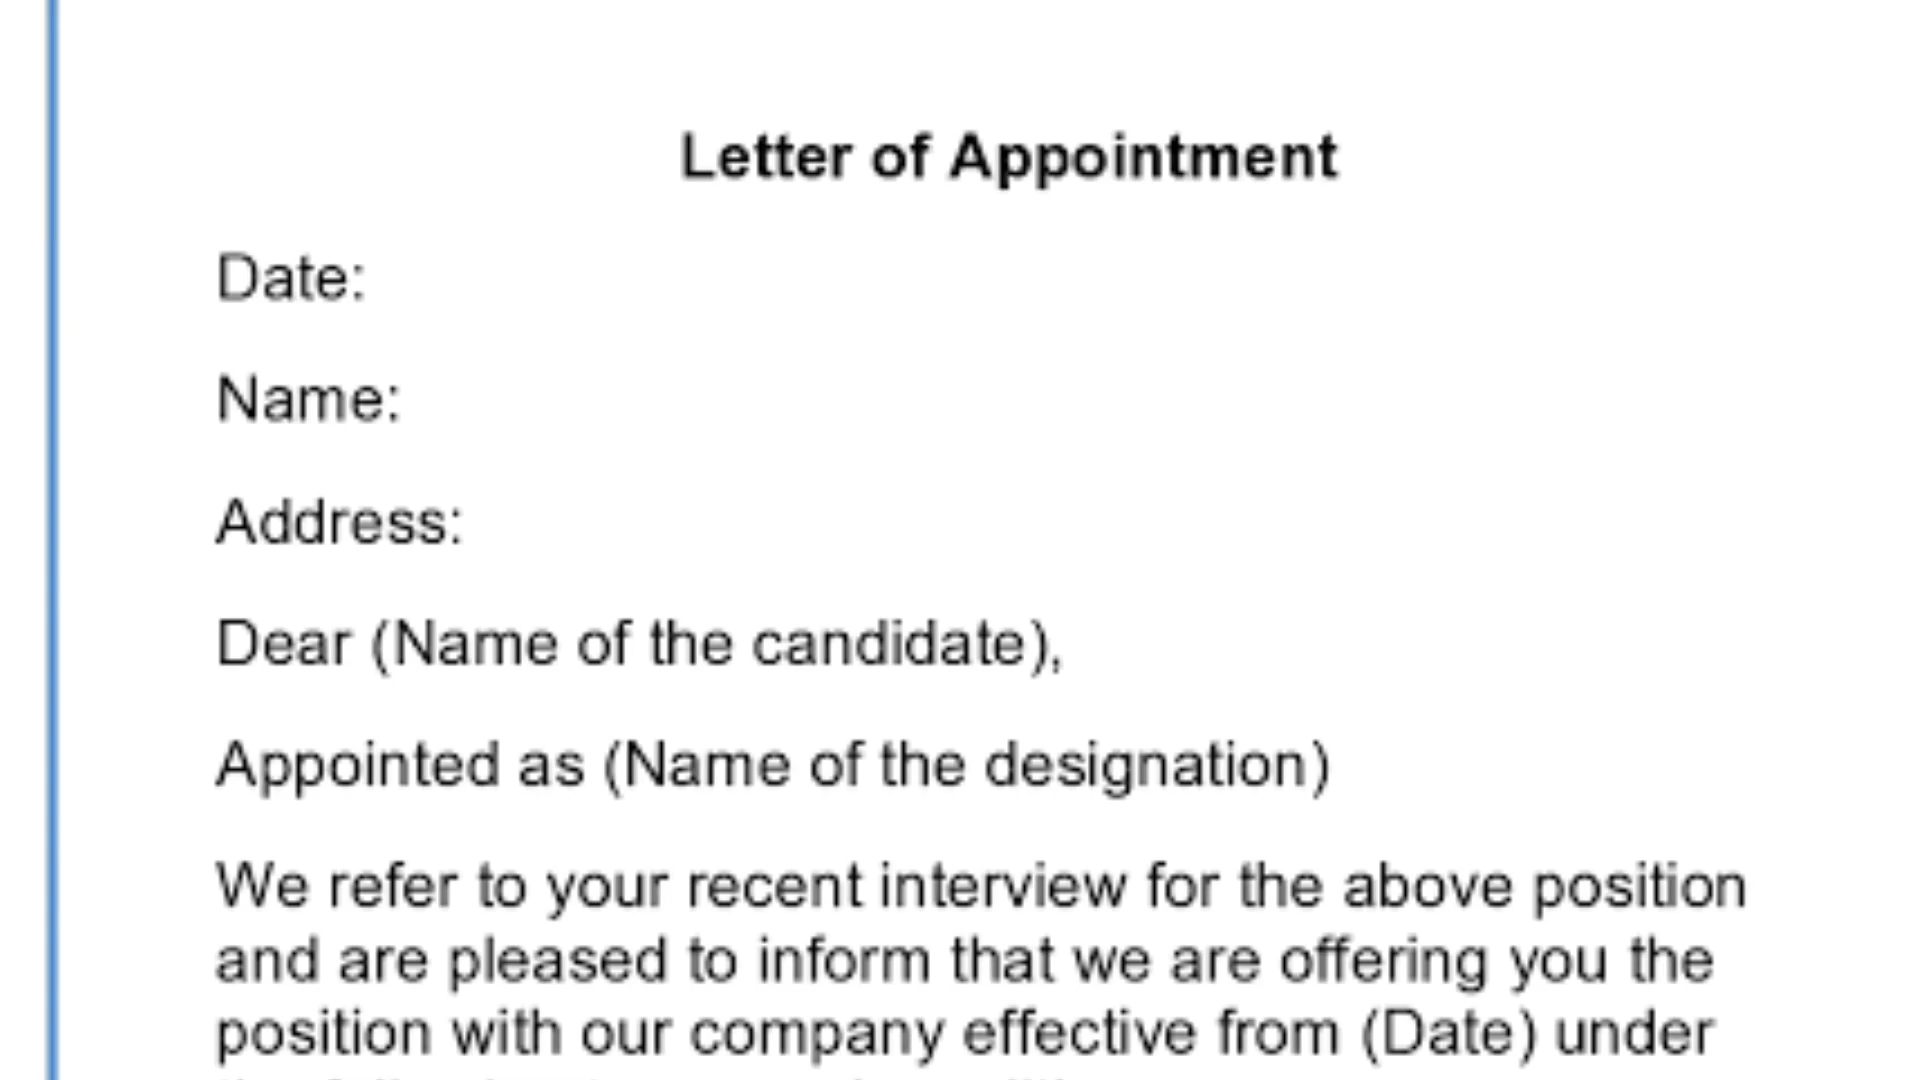 Letter of Appointment
Date:
Name:
Address:
Dear (Name of the candidate),
Appointed as (Name of the designation)
We refer to your recent interview for the above position
and are pleased to inform that we are offering you the
position with our company effective from (Date) under